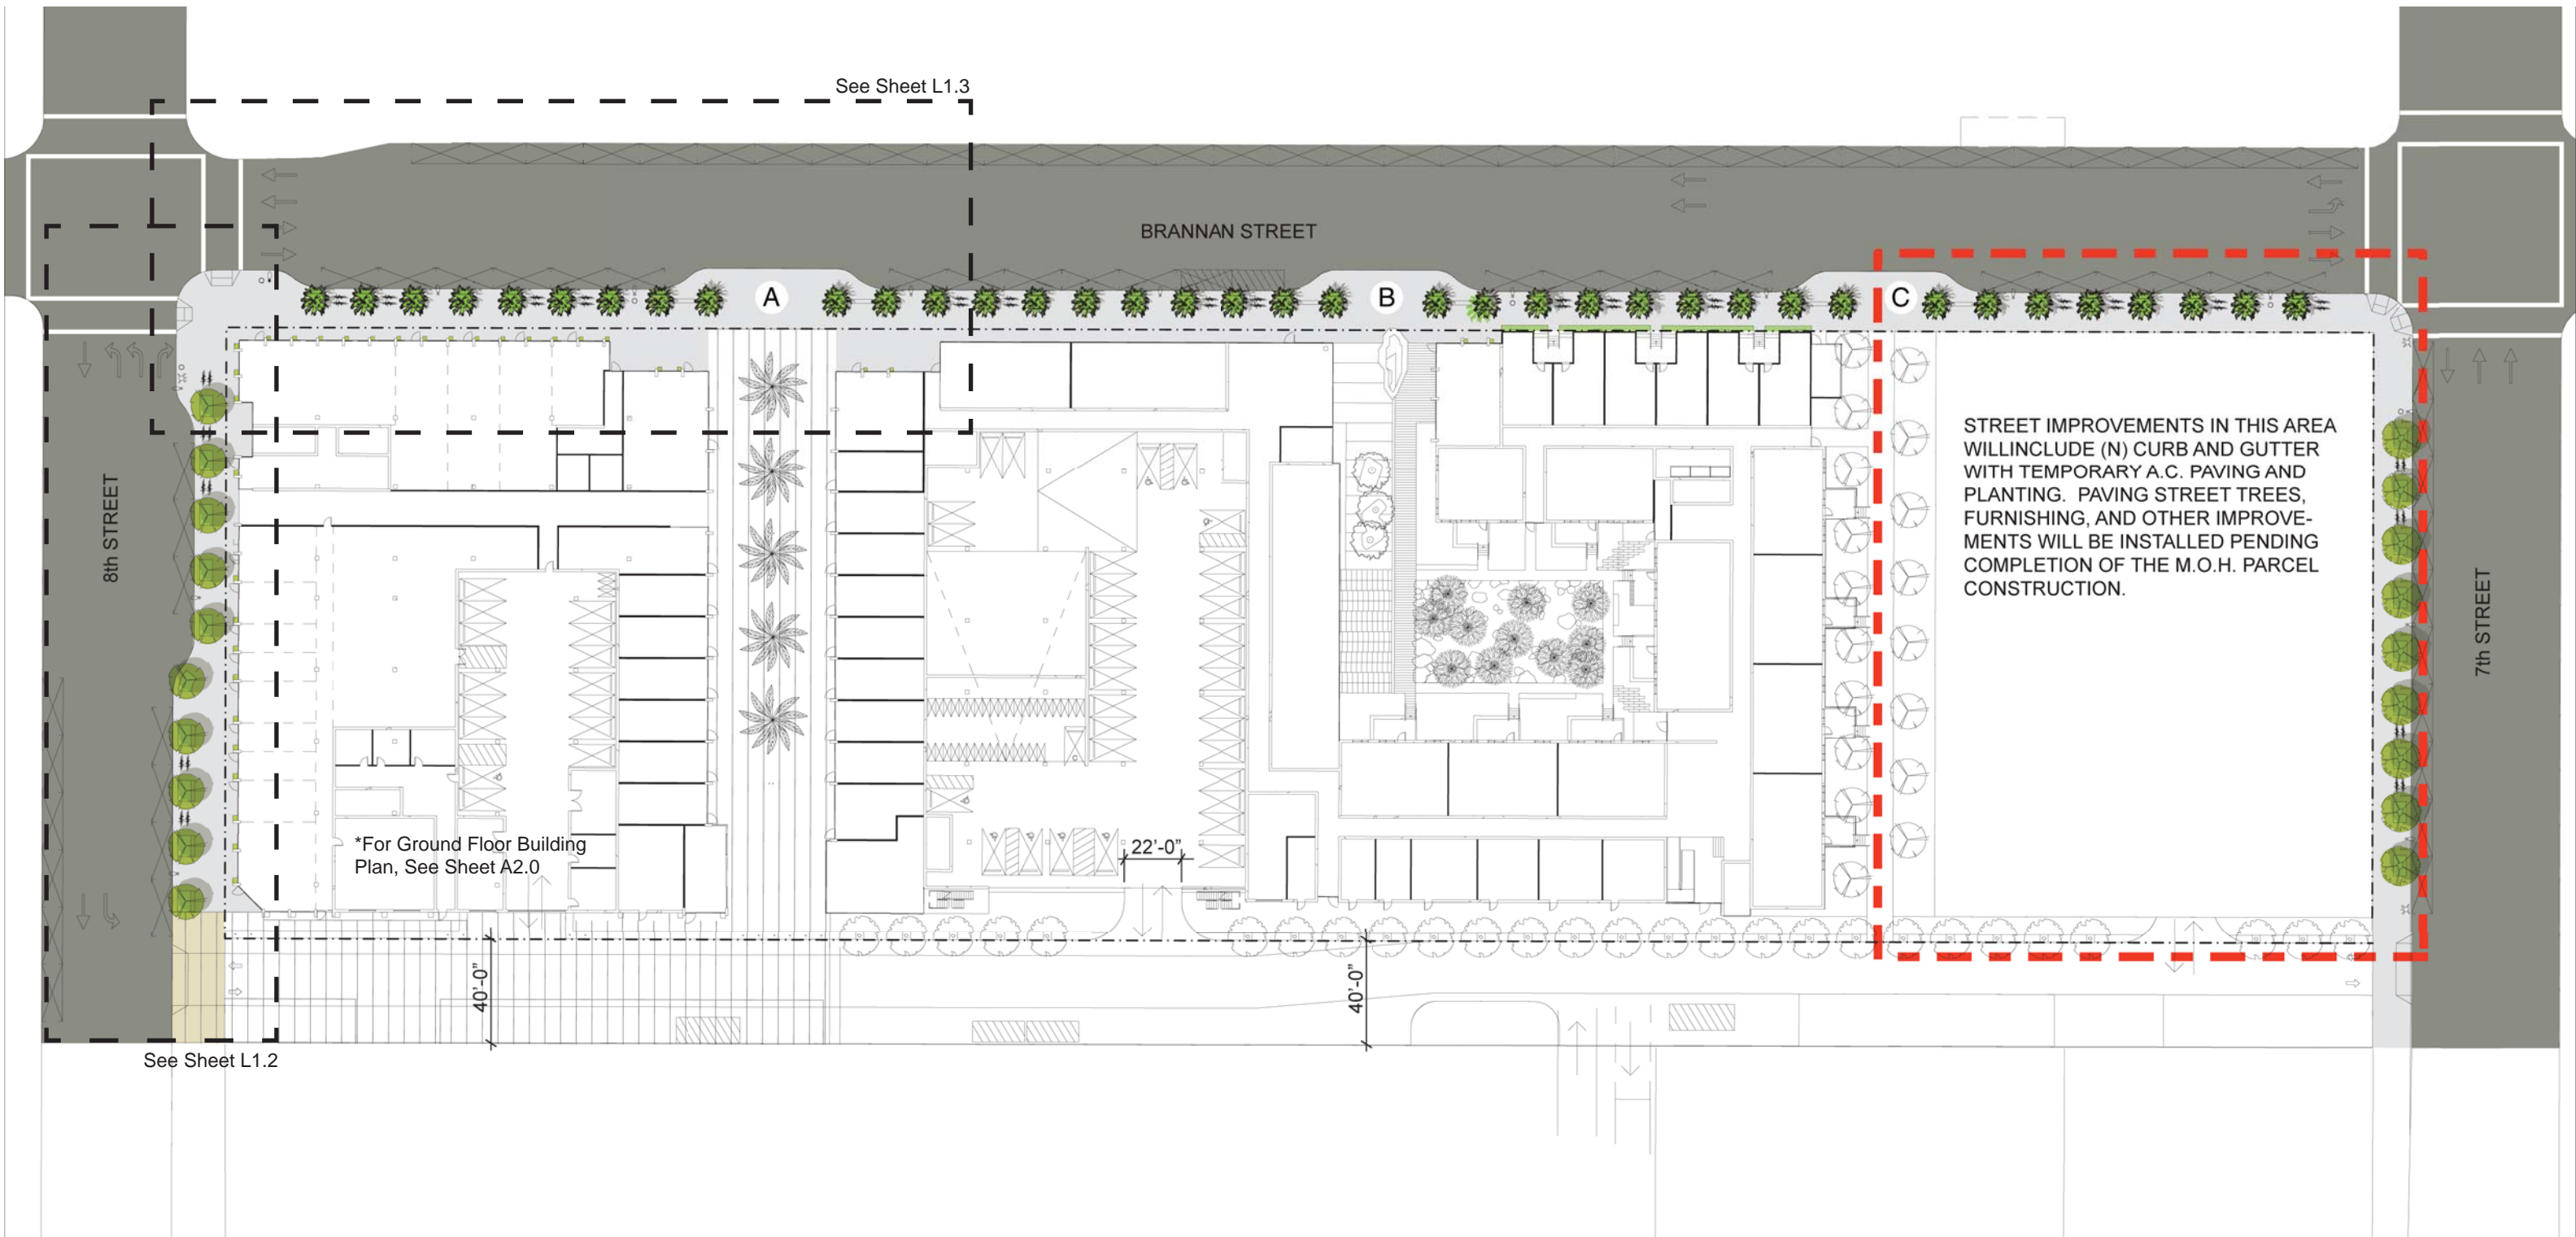 See Sheet L1.3
BRANNAN STREET
A
B
C
8th STREET
STREET IMPROVEMENTS IN THIS AREA
WILLINCLUDE (N) CURB AND GUTTER
WITH TEMPORARY A.C. PAVING AND
PLANTING. PAVING STREET TREES,
FURNISHING, AND OTHER IMPROVE-
MENTS WILL BE INSTALLED PENDING
COMPLETION OF THE M.O.H. PARCEL
CONSTRUCTION.
7th STREET
*For Ground Floor Building
Plan, See Sheet A2.0
22'-0"
40'-0"
40'-0"
See Sheet L1.2